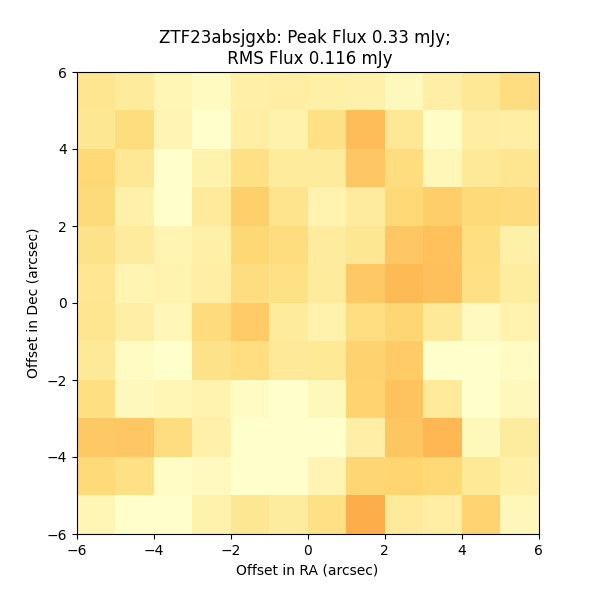 ZTF23absjgxb: Peak Flux 0.33 mJy;
RMS Flux 0.116 mJy
6
4
2
0
−2
−4
−6
Offset in Dec (arcsec)
−6 −4 −2 0 2 4 6
Offset in RA (arcsec)